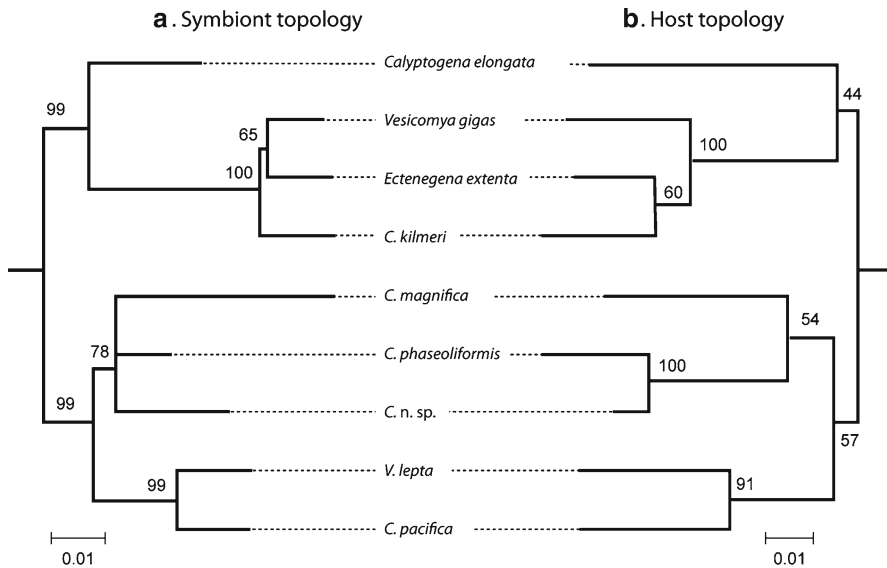 a. Symbiont topology
b. Host topology
Calyptogena elongata
99
44
Vesicomya gigas
65
100
100
Ectenegena extenta
60
C. kilmeri
C. magnifica
54
78
C. phaseoliformis
100
99
C. n. sp.
57
V. lepta
99
91
C. pacifica
0.01
0.01